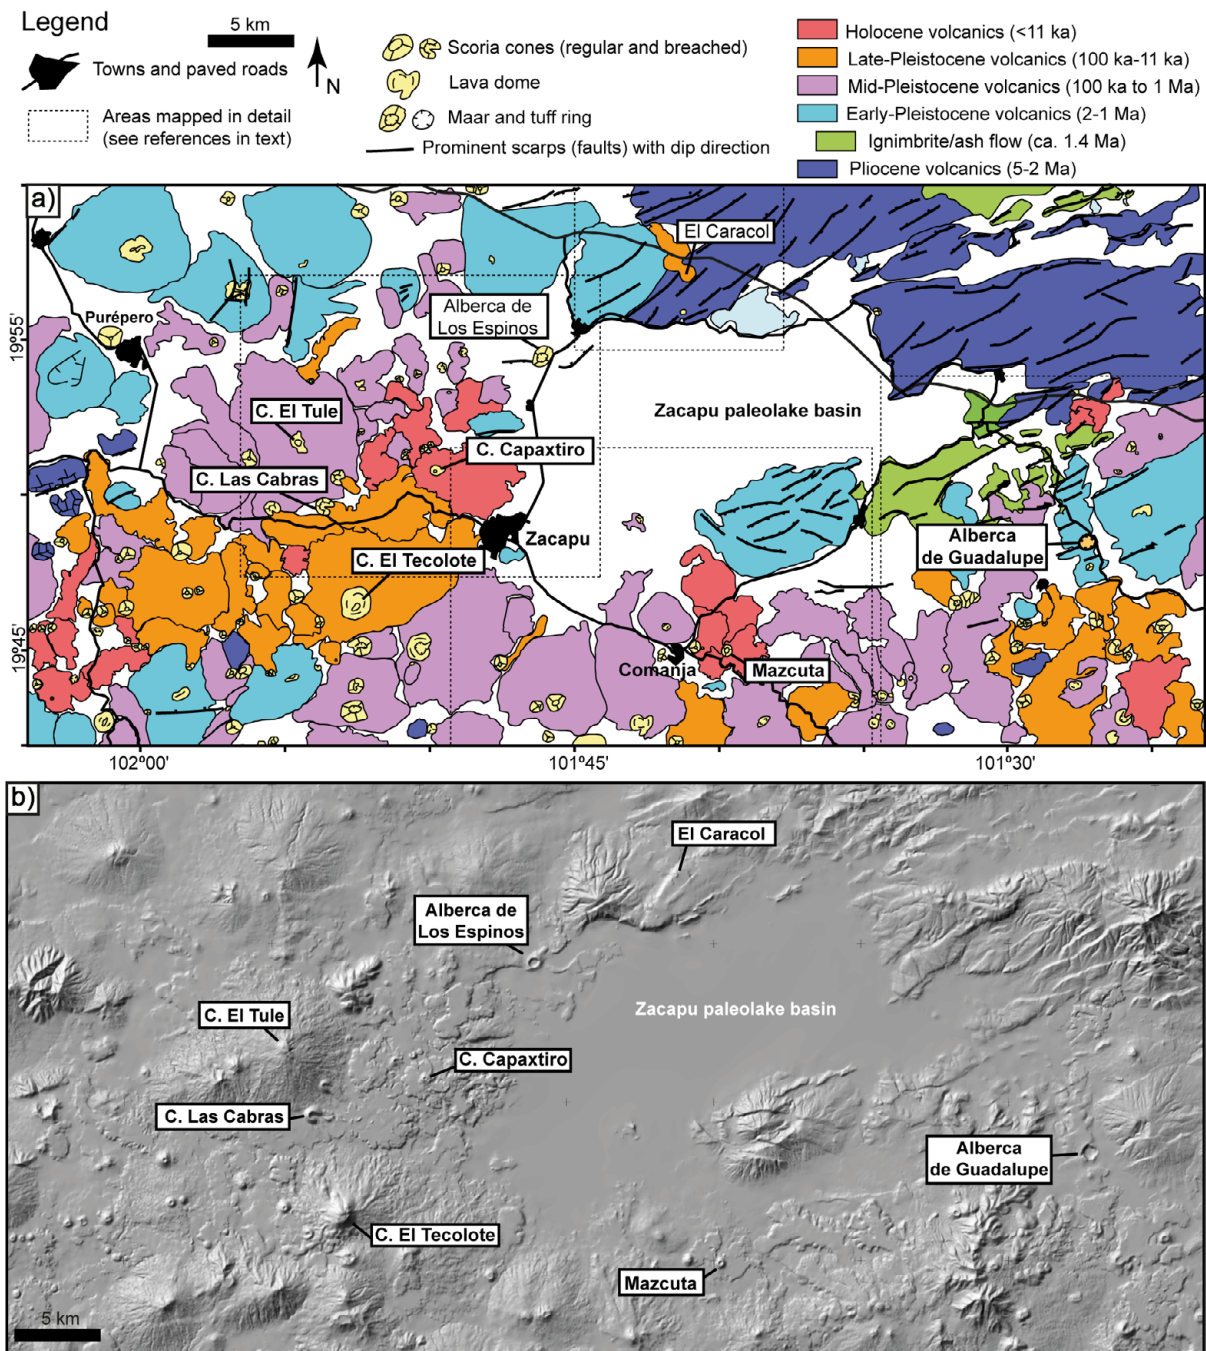 Legend
5 km
N
Towns and paved roads
Areas mapped in detail
(see references in text)
Scoria cones (regular and breached)
Lava dome
Maar and tuff ring
Prominent scarps (faults) with dip direction
Holocene volcanics (<11 ka)
Late-Pleistocene volcanics (100 ka-11 ka)
Mid-Pleistocene volcanics (100 ka to 1 Ma)
Early-Pleistocene volcanics (2-1 Ma)
Ignimbrite/ash flow (ca. 1.4 Ma)
Pliocene volcanics (5-2 Ma)
a)
El Caracol
Alberca de
Los Espinos
Purépero
19°55'
C. El Tule
Zacapu paleolake basin
C. Capaxtiro
C. Las Cabras
Zacapu
C. El Tecolote
Alberca
de Guadalupe
19°45'
Comanja
Mazcuta
102°00'
101°45'
101°30'
b)
El Caracol
Alberca de
Los Espinos
Zacapu paleolake basin
C. El Tule
C. Capaxtiro
C. Las Cabras
Alberca
de Guadalupe
C. El Tecolote
Mazcuta
5 km